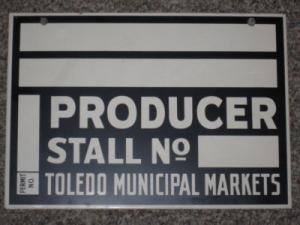 PRODUCER
STALL Nº
PERMIT
NO.
TOLEDO MUNICIPAL MARKETS